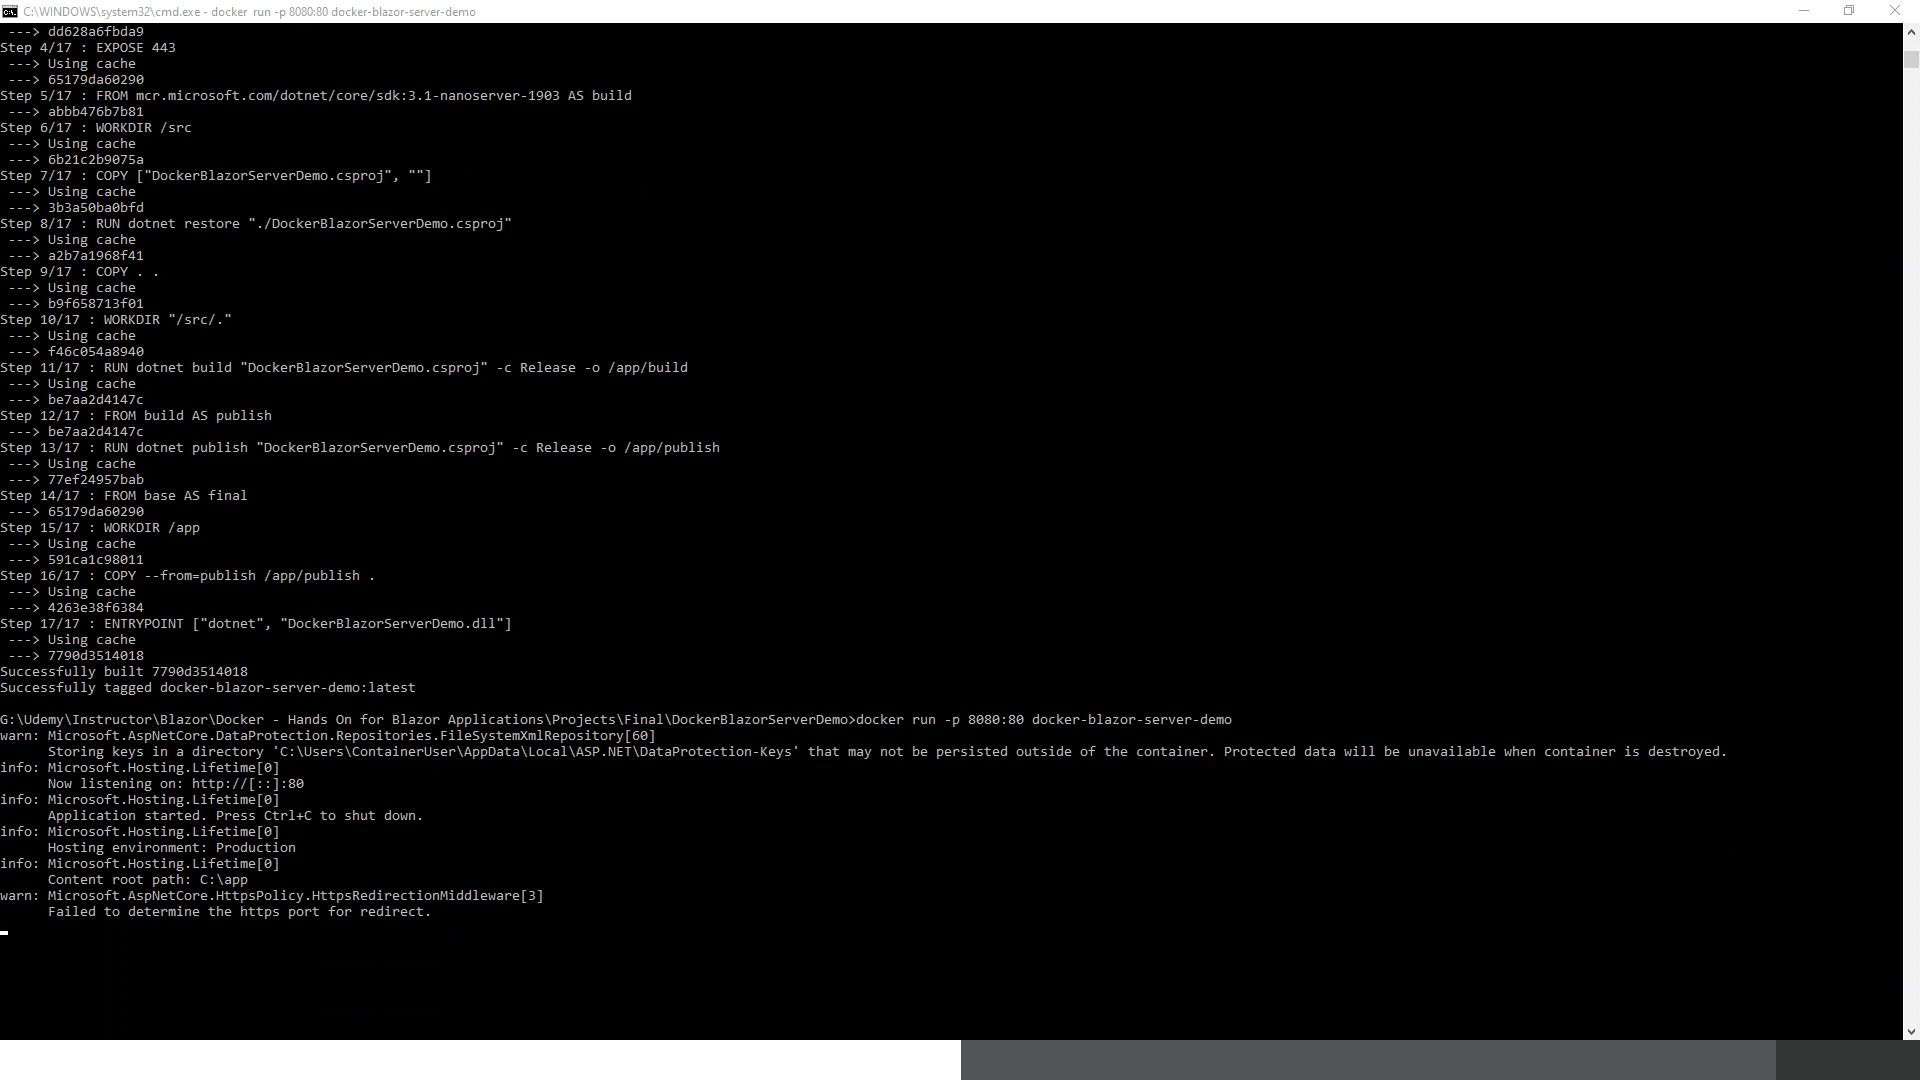 C:\WINDOWS\system32\cmd.exe - docker  run -p 8080:80 docker-blazor-server-demo
 ---> dd628a6fbda9
Step 4/17 : EXPOSE 443
 ---> Using cache
 ---> 65179da60290
Step 5/17 : FROM mcr.microsoft.com/dotnet/core/sdk:3.1-nanoserver-1903 AS build
 ---> abbb476b7b81
Step 6/17 : WORKDIR /src
 ---> Using cache
 ---> 6b21c2b9075a
Step 7/17 : COPY ["DockerBlazorServerDemo.csproj", ""]
 ---> Using cache
 ---> 3b3a50ba0bfd
Step 8/17 : RUN dotnet restore "./DockerBlazorServerDemo.csproj"
 ---> Using cache
 ---> a2b7a1968f41
Step 9/17 : COPY . .
 ---> Using cache
 ---> b9f658713f01
Step 10/17 : WORKDIR "/src/."
 ---> Using cache
 ---> f46c054a8940
Step 11/17 : RUN dotnet build "DockerBlazorServerDemo.csproj" -c Release -o /app/build
 ---> Using cache
 ---> be7aa2d4147c
Step 12/17 : FROM build AS publish
 ---> be7aa2d4147c
Step 13/17 : RUN dotnet publish "DockerBlazorServerDemo.csproj" -c Release -o /app/publish
 ---> Using cache
 ---> 77ef24957bab
Step 14/17 : FROM base AS final
 ---> 65179da60290
Step 15/17 : WORKDIR /app
 ---> Using cache
 ---> 591ca1c98011
Step 16/17 : COPY --from=publish /app/publish .
 ---> Using cache
 ---> 4263e38f6384
Step 17/17 : ENTRYPOINT ["dotnet", "DockerBlazorServerDemo.dll"]
 ---> Using cache
 ---> 7790d3514018
Successfully built 7790d3514018
Successfully tagged docker-blazor-server-demo:latest
G:\Udemy\Instructor\Blazor\Docker - Hands On for Blazor Applications\Projects\Final\DockerBlazorServerDemo>docker run -p 8080:80 docker-blazor-server-demo
warn: Microsoft.AspNetCore.DataProtection.Repositories.FileSystemXmlRepository[60]
      Storing keys in a directory 'C:\Users\ContainerUser\AppData\Local\ASP.NET\DataProtection-Keys' that may not be persisted outside of the container. Protected data will be unavailable when container is destroyed.
info: Microsoft.Hosting.Lifetime[0]
      Now listening on: http://[::]:80
info: Microsoft.Hosting.Lifetime[0]
      Application started. Press Ctrl+C to shut down.
info: Microsoft.Hosting.Lifetime[0]
      Hosting environment: Production
info: Microsoft.Hosting.Lifetime[0]
      Content root path: C:\app
warn: Microsoft.AspNetCore.HttpsPolicy.HttpsRedirectionMiddleware[3]
      Failed to determine the https port for redirect.